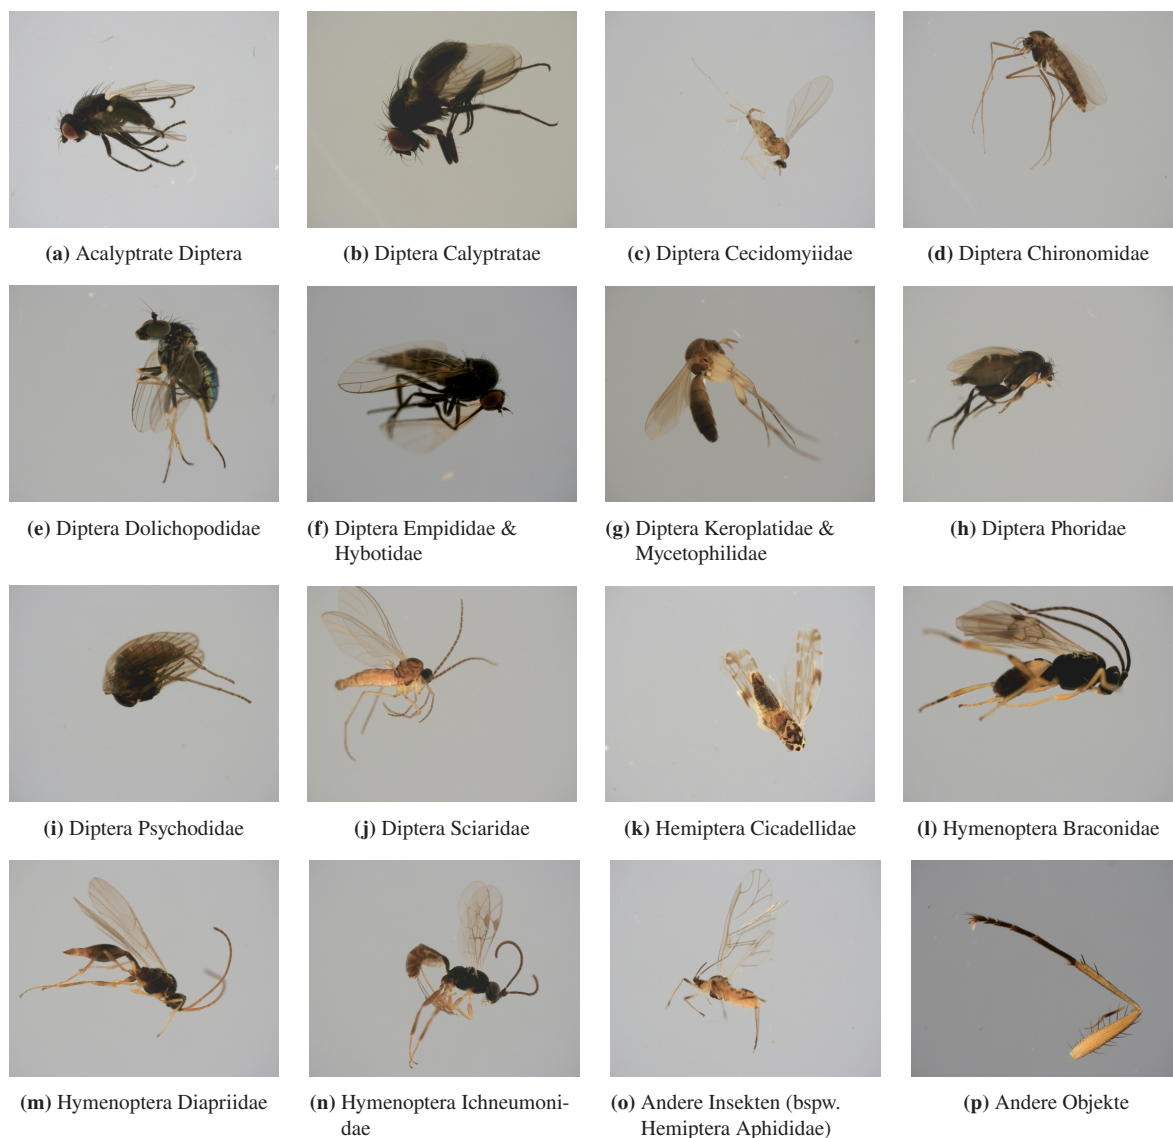 (a) Acalyptrate Diptera
(b) Diptera Calyptratae
(c) Diptera Cecidomyiidae
(d) Diptera Chironomidae
(e) Diptera Dolichopodidae
(f) Diptera Empididae &
Hybotidae
(g) Diptera Keroplatidae &
Mycetophilidae
(h) Diptera Phoridae
(i) Diptera Psychodidae
(j) Diptera Sciaridae
(k) Hemiptera Cicadellidae
(l) Hymenoptera Braconidae
(m) Hymenoptera Diapriidae
(n) Hymenoptera Ichneumoni-
dae
(o) Andere Insekten (bspw.
Hemiptera Aphididae)
(p) Andere Objekte